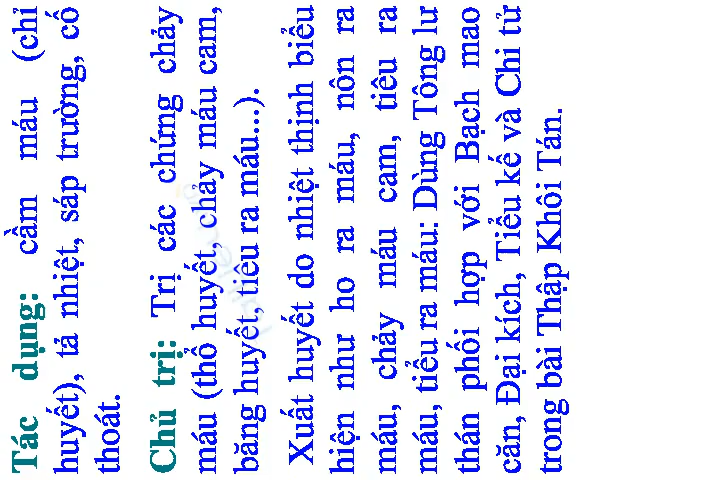 Tác dụng: cầm máu (chỉ
huyết), tả nhiệt, sáp trường, cố
thoát.
Chủ trị: Trị các chứng chảy
máu (thổ huyết, chảy máu cam,
băng huyết, tiêu ra máu...).
Xuất huyết do nhiệt thịnh biểu
hiện như ho ra máu, nôn ra
máu, chảy máu cam, tiêu ra
máu, tiểu ra máu: Dùng Tông lư
thán phối hợp với Bạch mao
căn, Đại kích, Tiểu kế và Chi tử
trong bài Thập Khôi Tán.